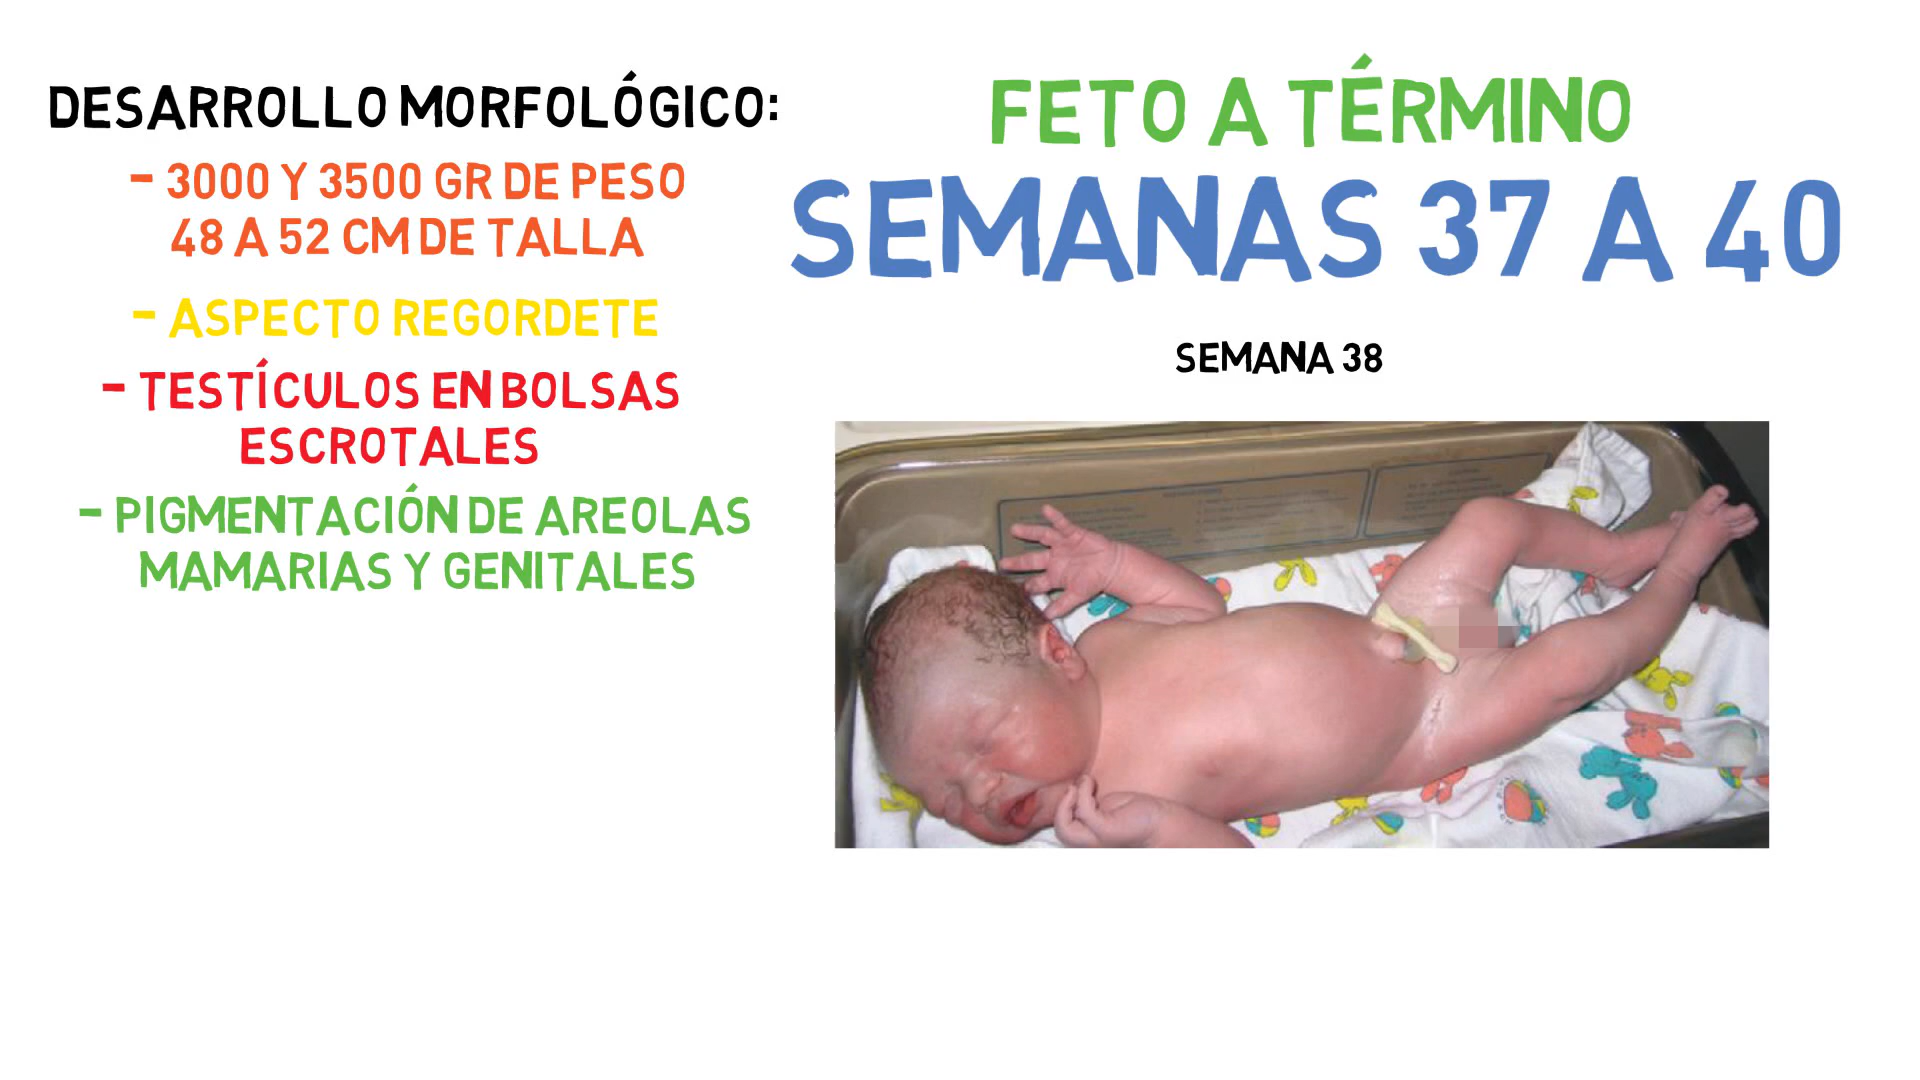 DESARROLLO MORFOLÓGICO:
- 3000 Y 3500 GR DE PESO
48 A 52 CM DE TALLA
- ASPECTO REGORDETE
- TESTÍCULOS EN BOLSAS
ESCROTALES
- PIGMENTACIÓN DE AREOLAS
MAMARIAS Y GENITALES
FETO A TÉRMINO
SEMANAS 37 A 40
SEMANA 38